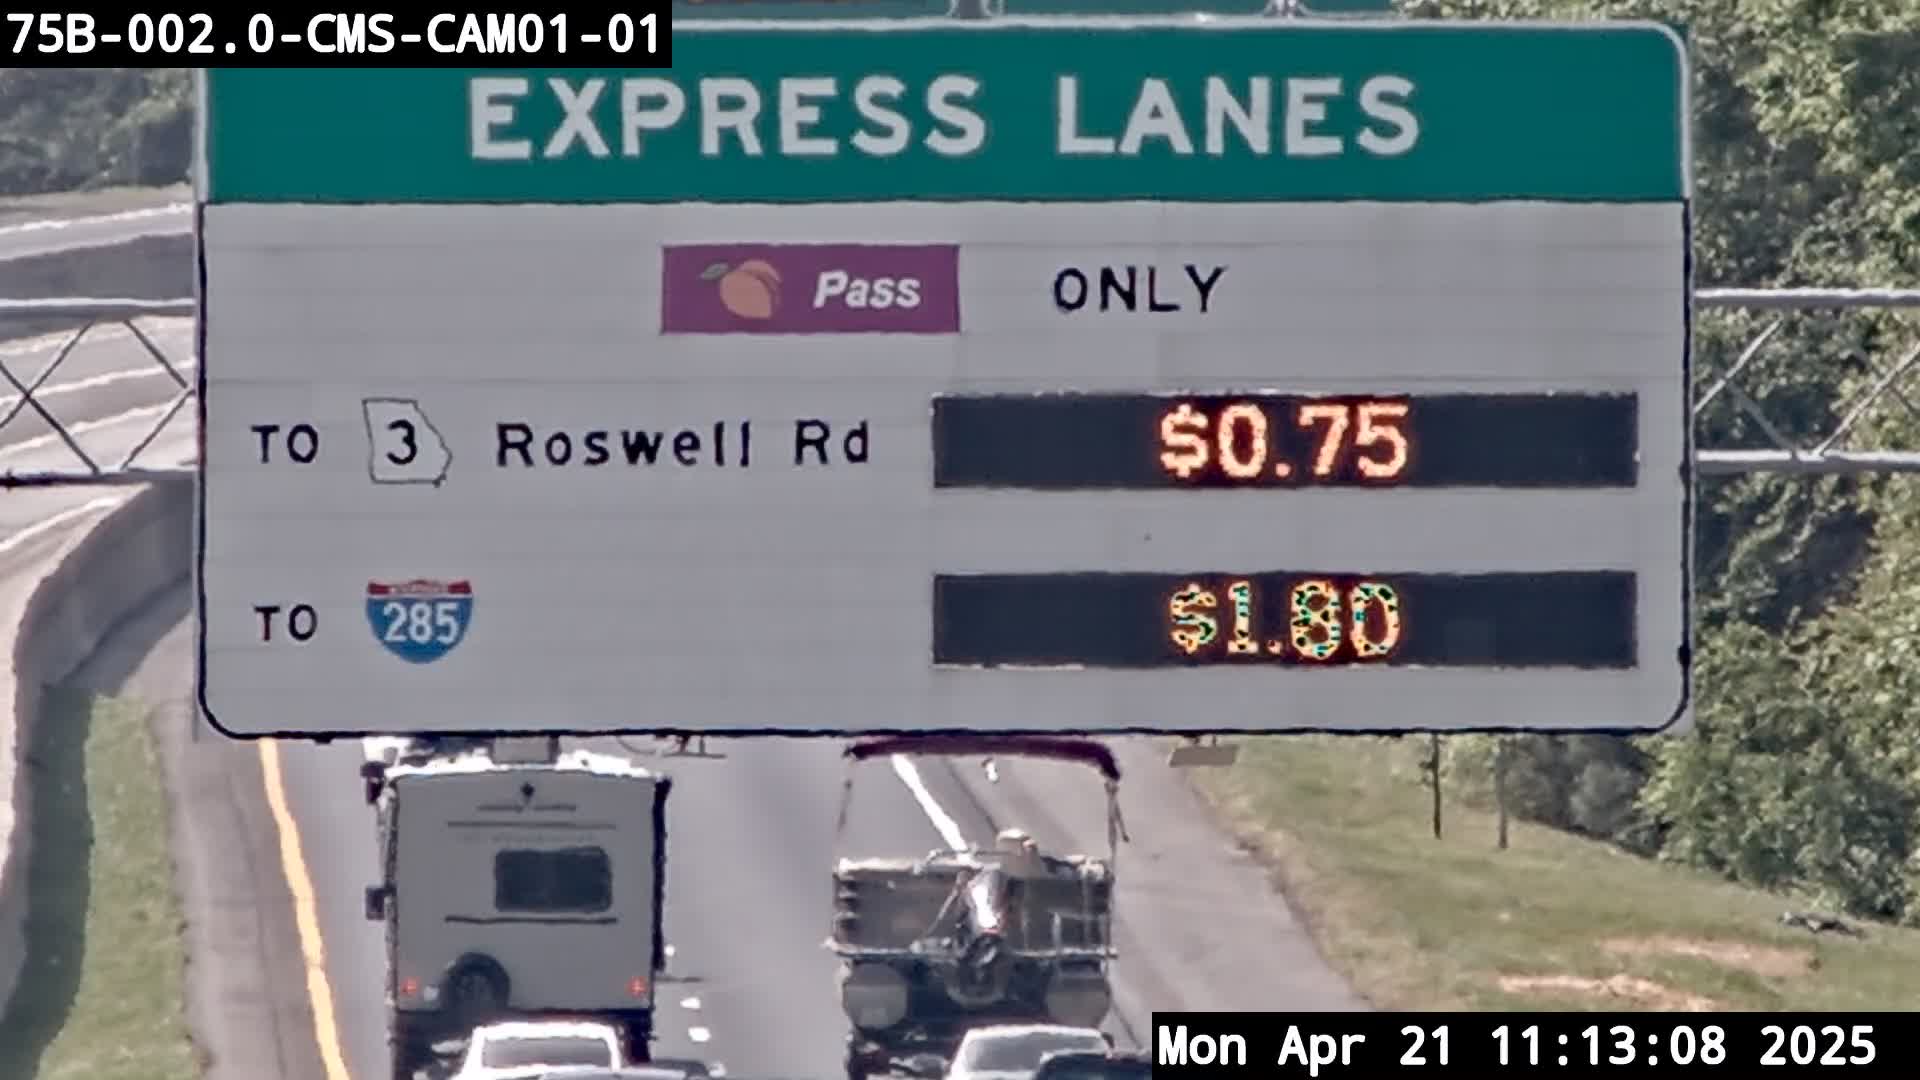 75B-002.0-CMS-CAM01-01
EXPRESS LANES
Pass ONLY
TO 3 Roswell Rd $0.75
TO 285 $1.80
Mon Apr 21 11:13:08 2025